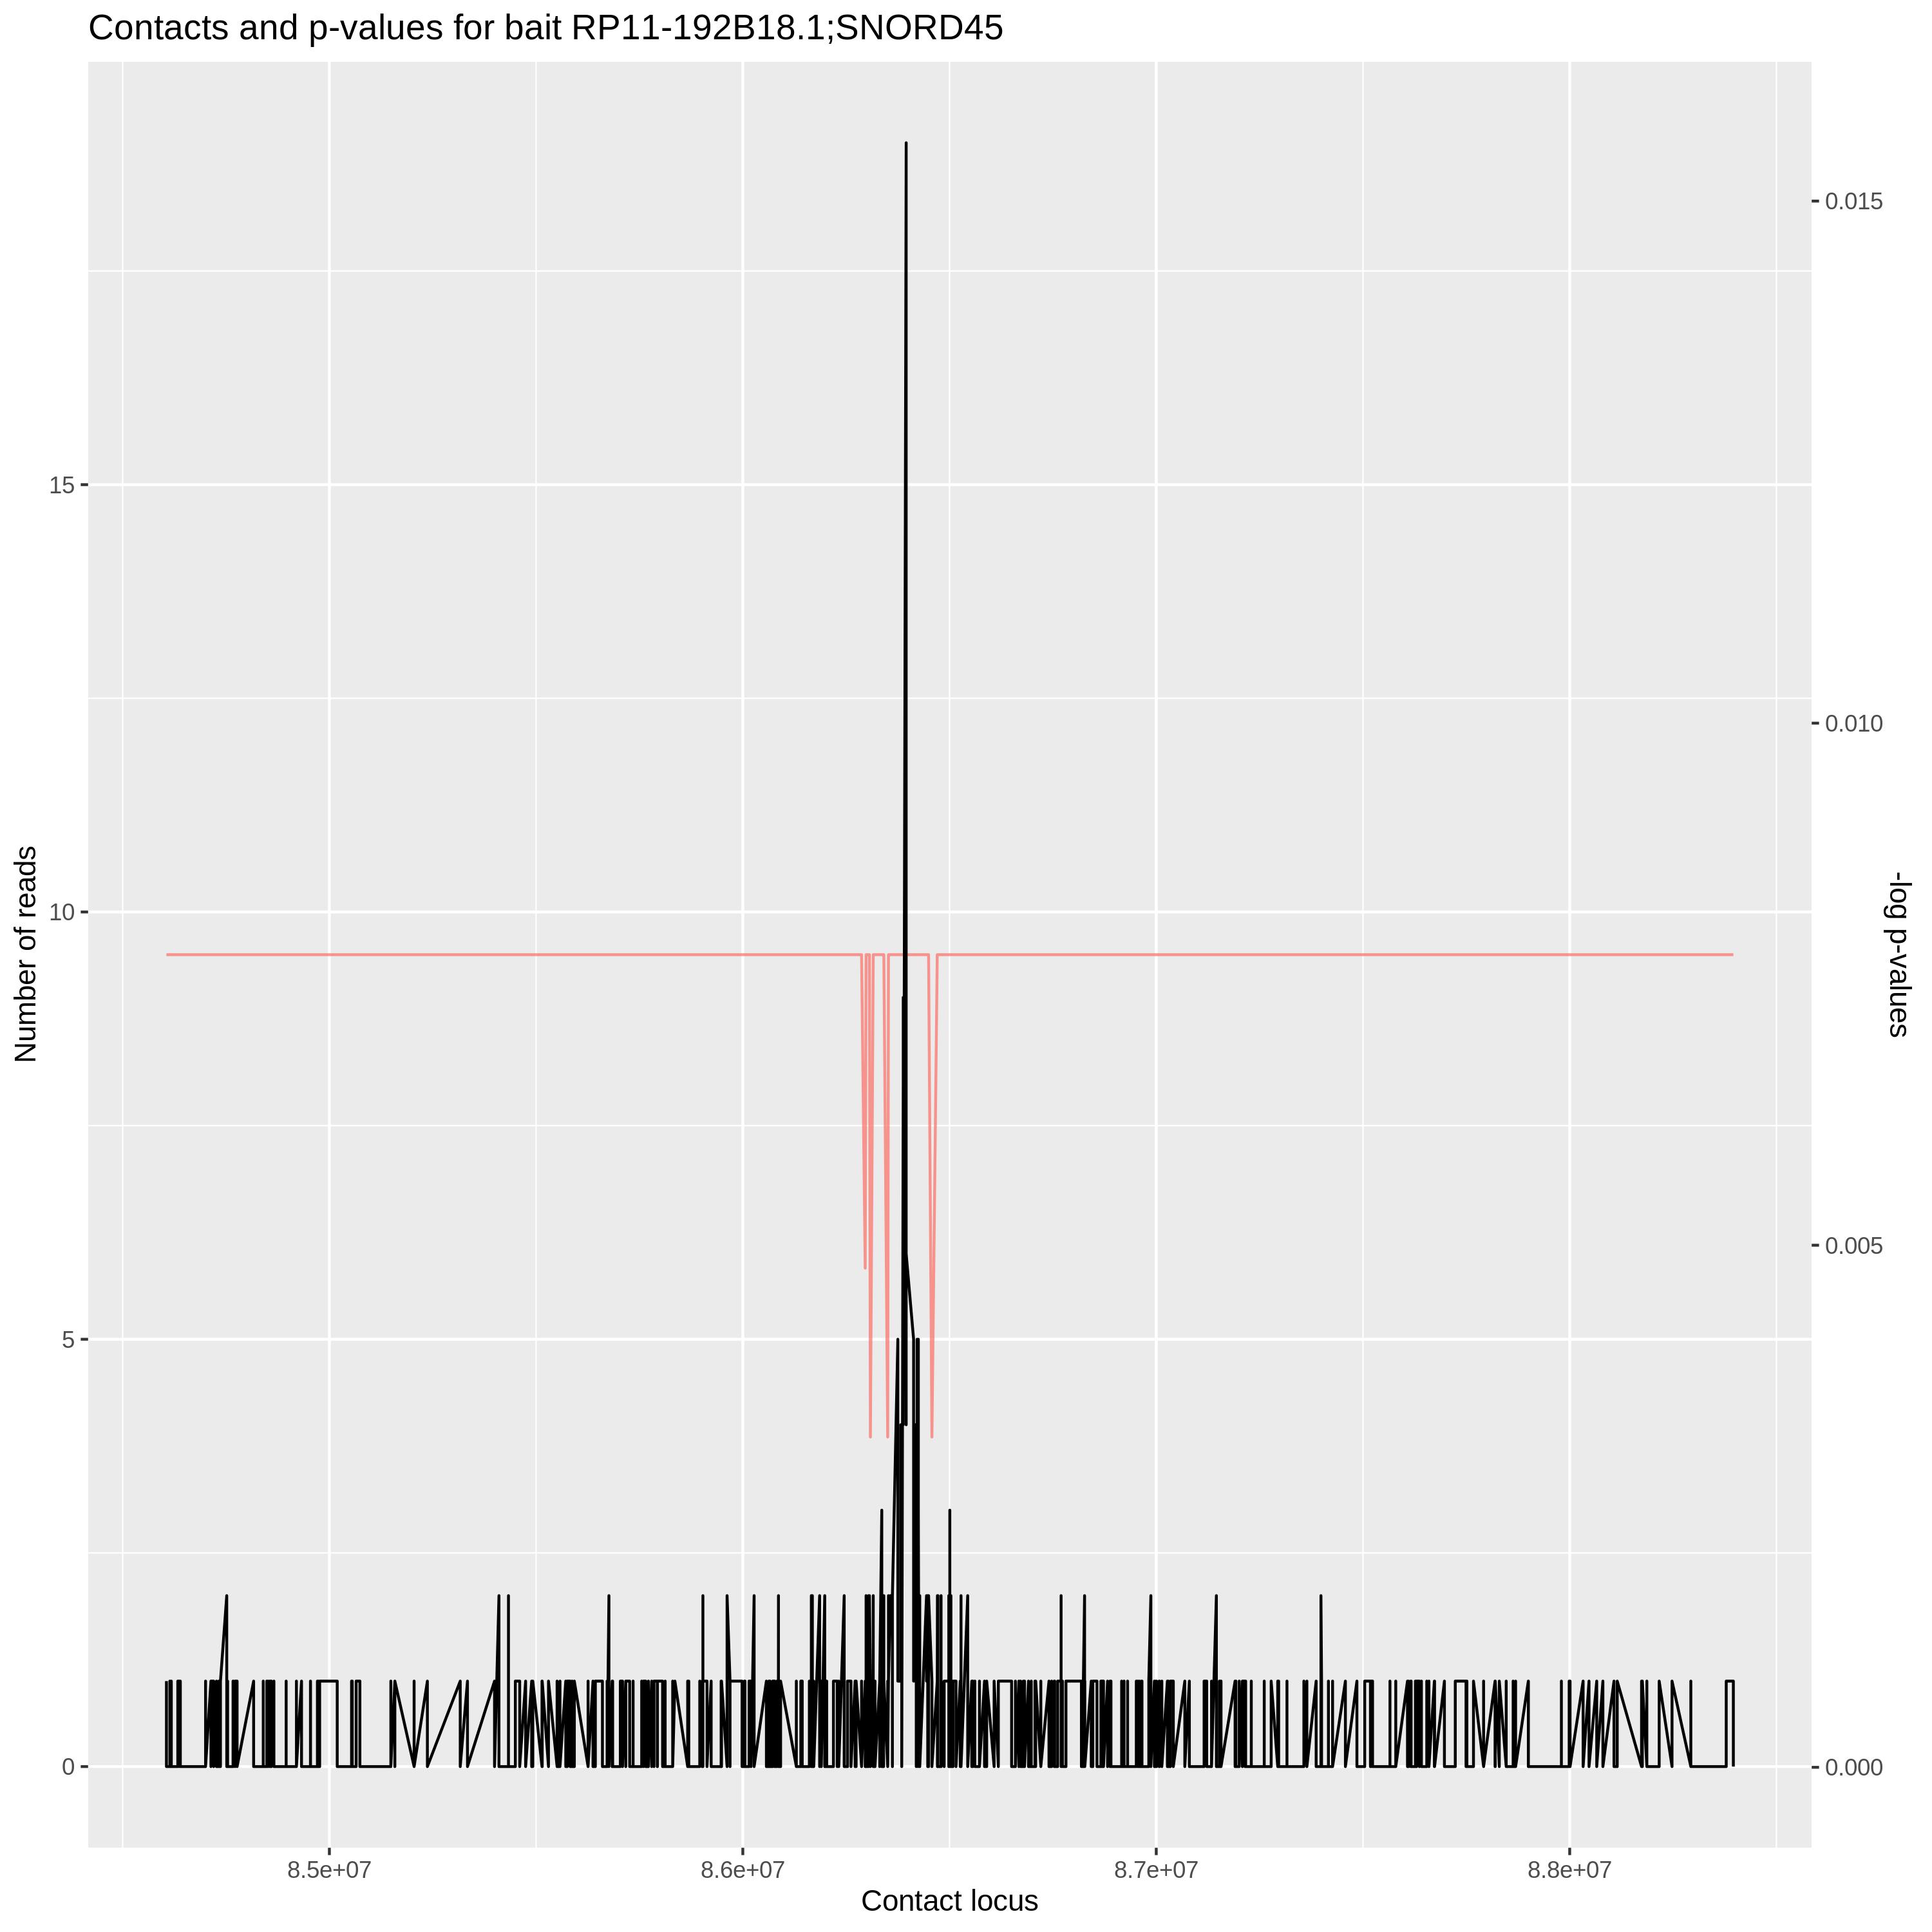 Contacts and p-values for bait RP11-192B18.1;SNORD45
15
10
5
0
Number of reads
0.015
0.010
0.005
0.000
-log p-values
8.5e+07 8.6e+07 8.7e+07 8.8e+07
Contact locus